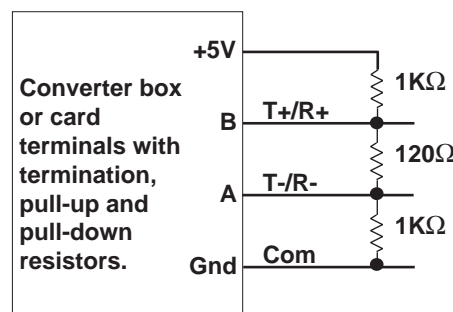 +5V
Converter box
or card
terminals with
termination,
pull-up and
pull-down
resistors.
1KΩ
B T+/R+
120Ω
A T-/R-
1KΩ
Gnd Com